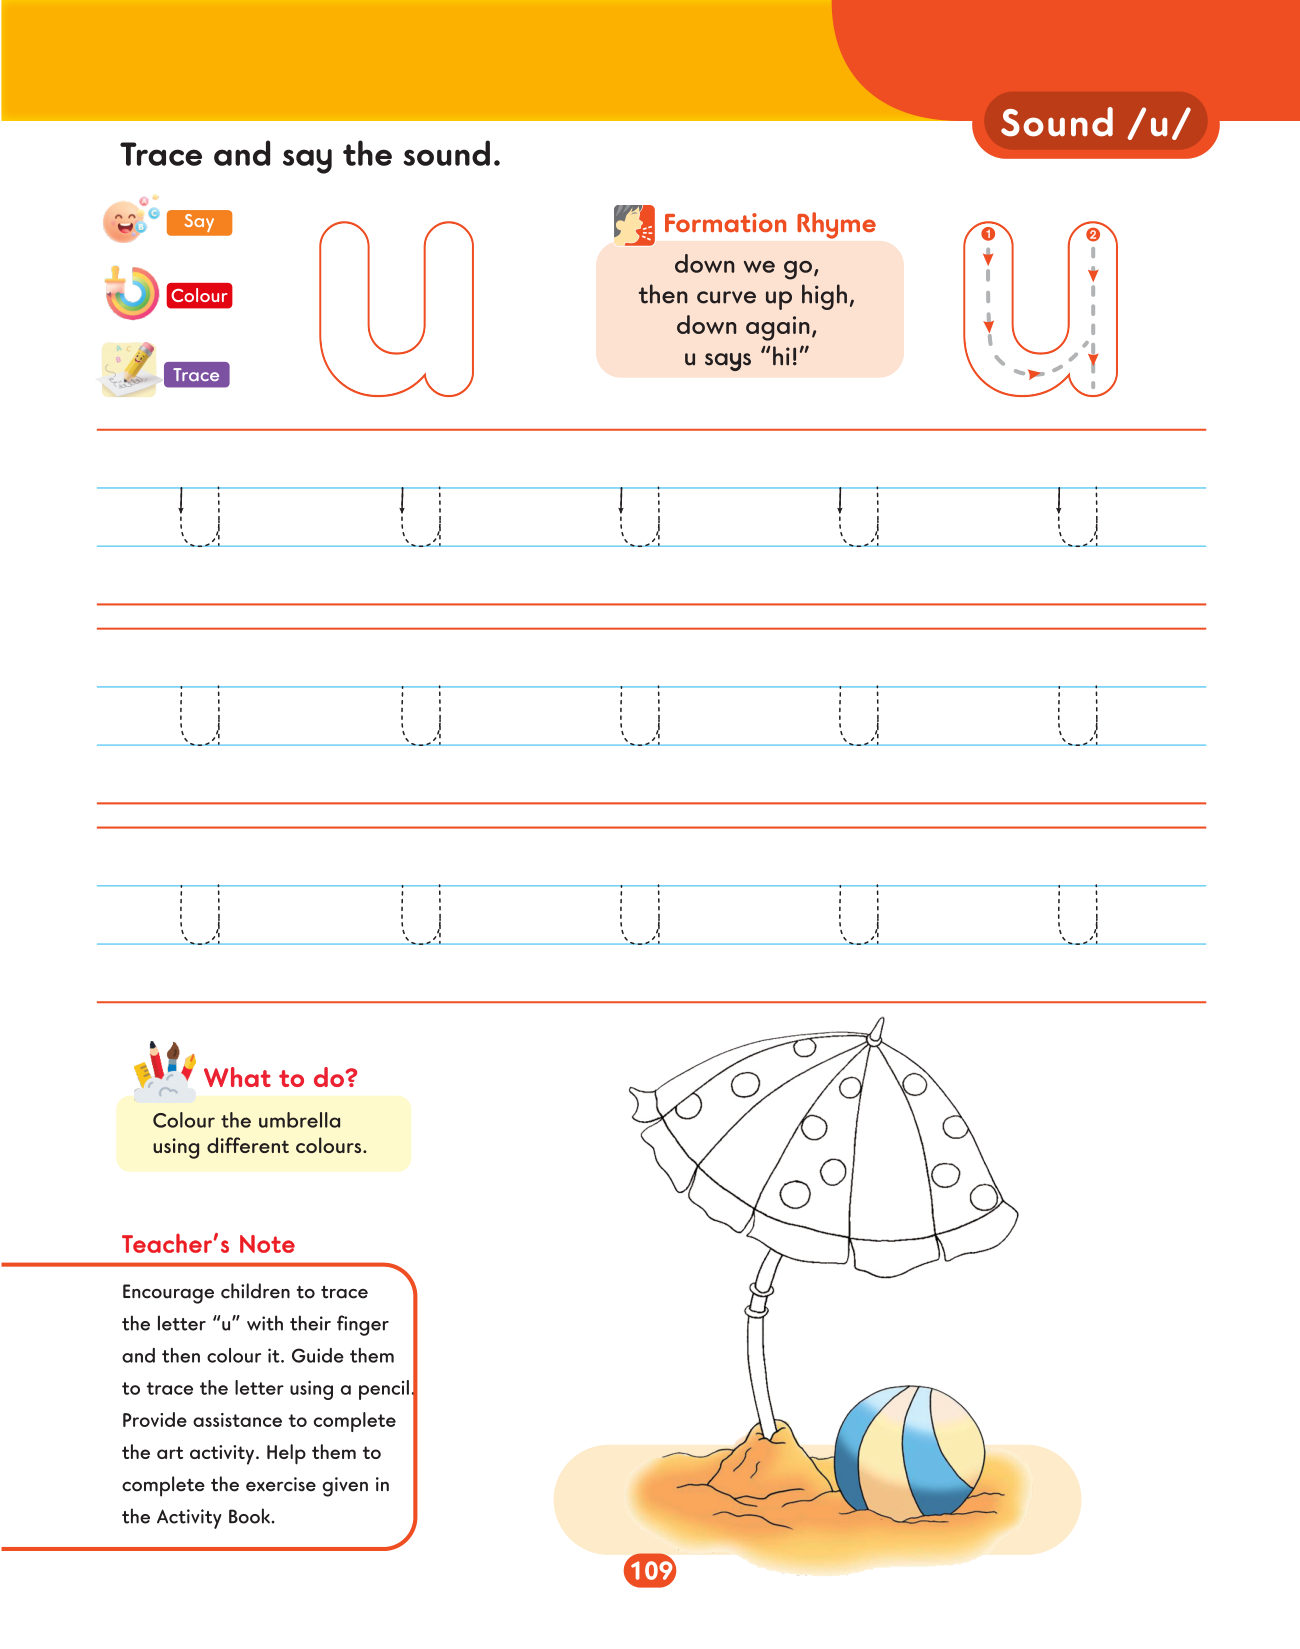 Sound /u/
Trace and say the sound.
Say
Colour
Trace
u
Formation Rhyme
down we go,
then curve up high,
down again,
u says “hi!”
1 2
u
u u u u u
u u u u u
u u u u u
What to do?
Colour the umbrella
using different colours.
Teacher’s Note
Encourage children to trace
the letter “u” with their finger
and then colour it. Guide them
to trace the letter using a pencil.
Provide assistance to complete
the art activity. Help them to
complete the exercise given in
the Activity Book.
109